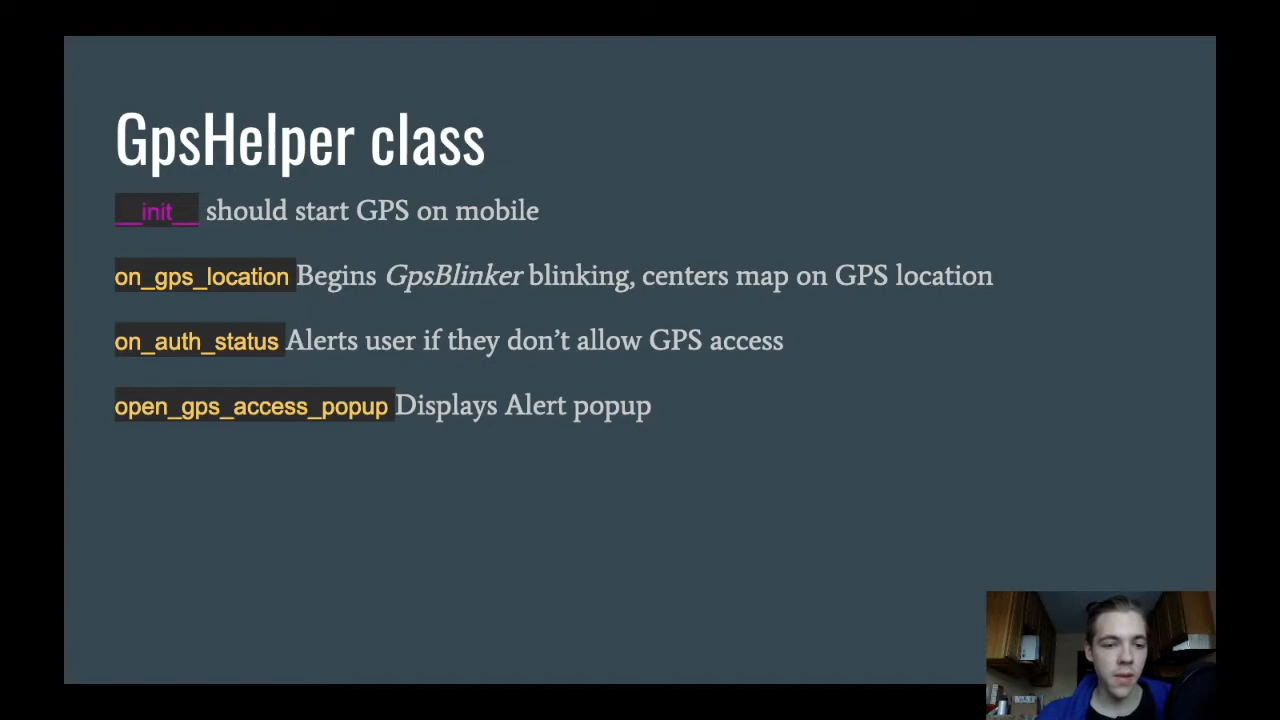 GpsHelper class
__init__ should start GPS on mobile
on_gps_location Begins GpsBlinker blinking, centers map on GPS location
on_auth_status Alerts user if they don’t allow GPS access
open_gps_access_popup Displays Alert popup